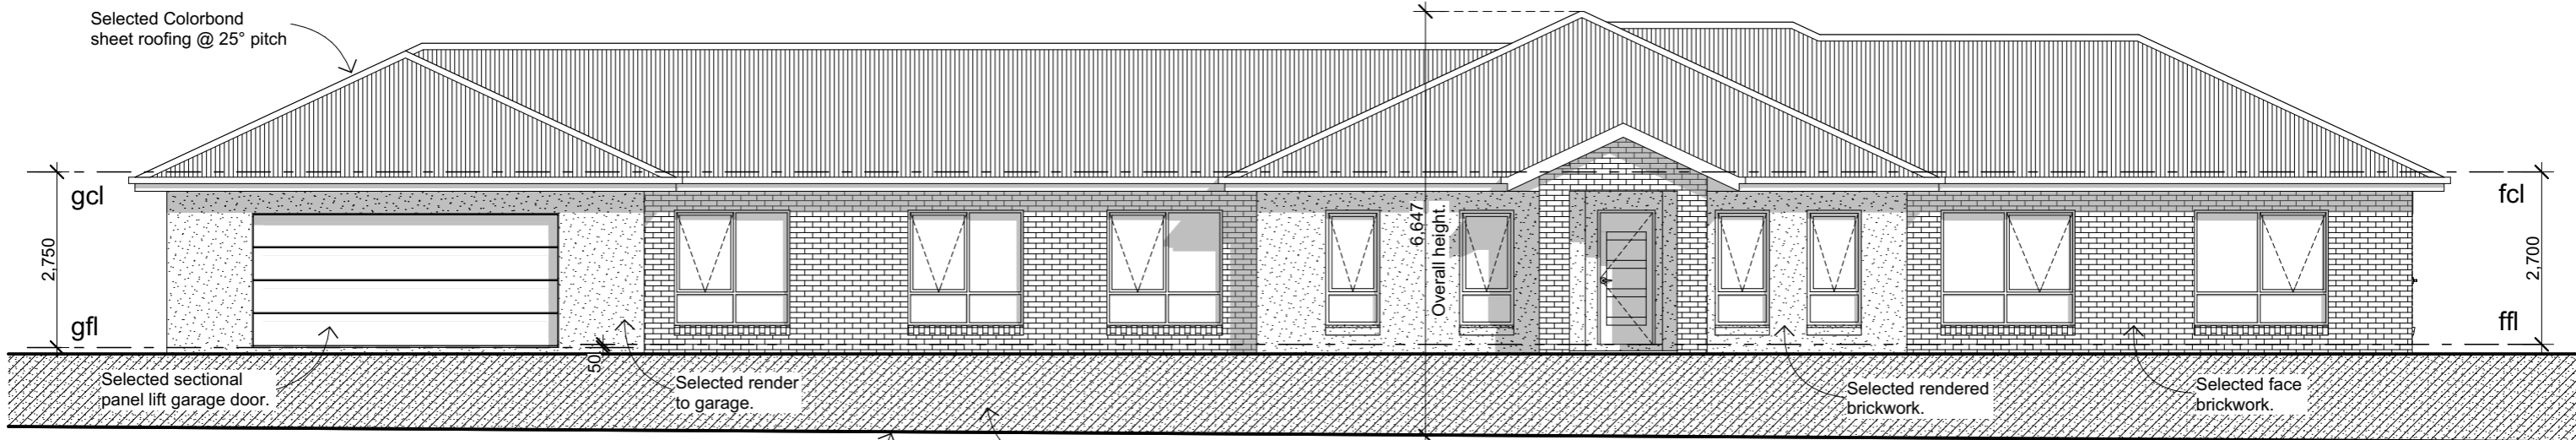 Selected Colorbond
sheet roofing @ 25° pitch
gcl
2,750
gfl
6,647
Overall height.
fcl
2,700
ffl
50
Selected sectional
panel lift garage door.
Selected render
to garage.
Selected rendered
brickwork.
Selected face
brickwork.